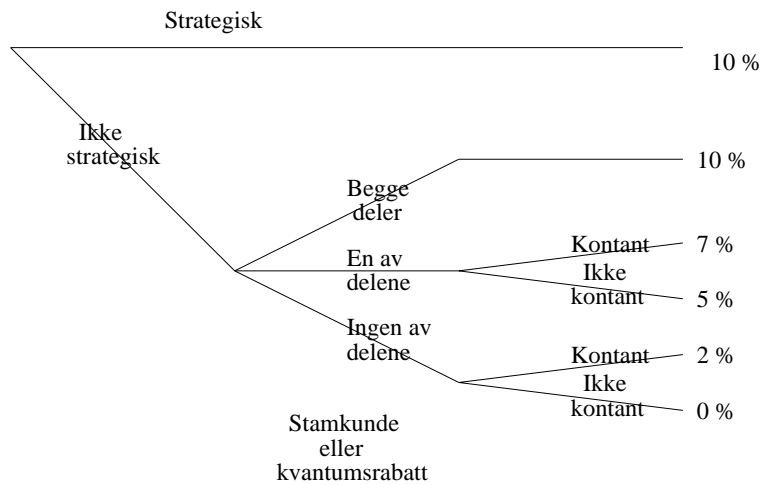 Strategisk
10 %
Ikke
strategisk
10 %
Begge
deler
Kontant
7 %
En av
delene
Ikke
kontant
5 %
Ingen av
delene
Kontant
2 %
Ikke
kontant
0 %
Stamkunde
eller
kvantumsrabatt